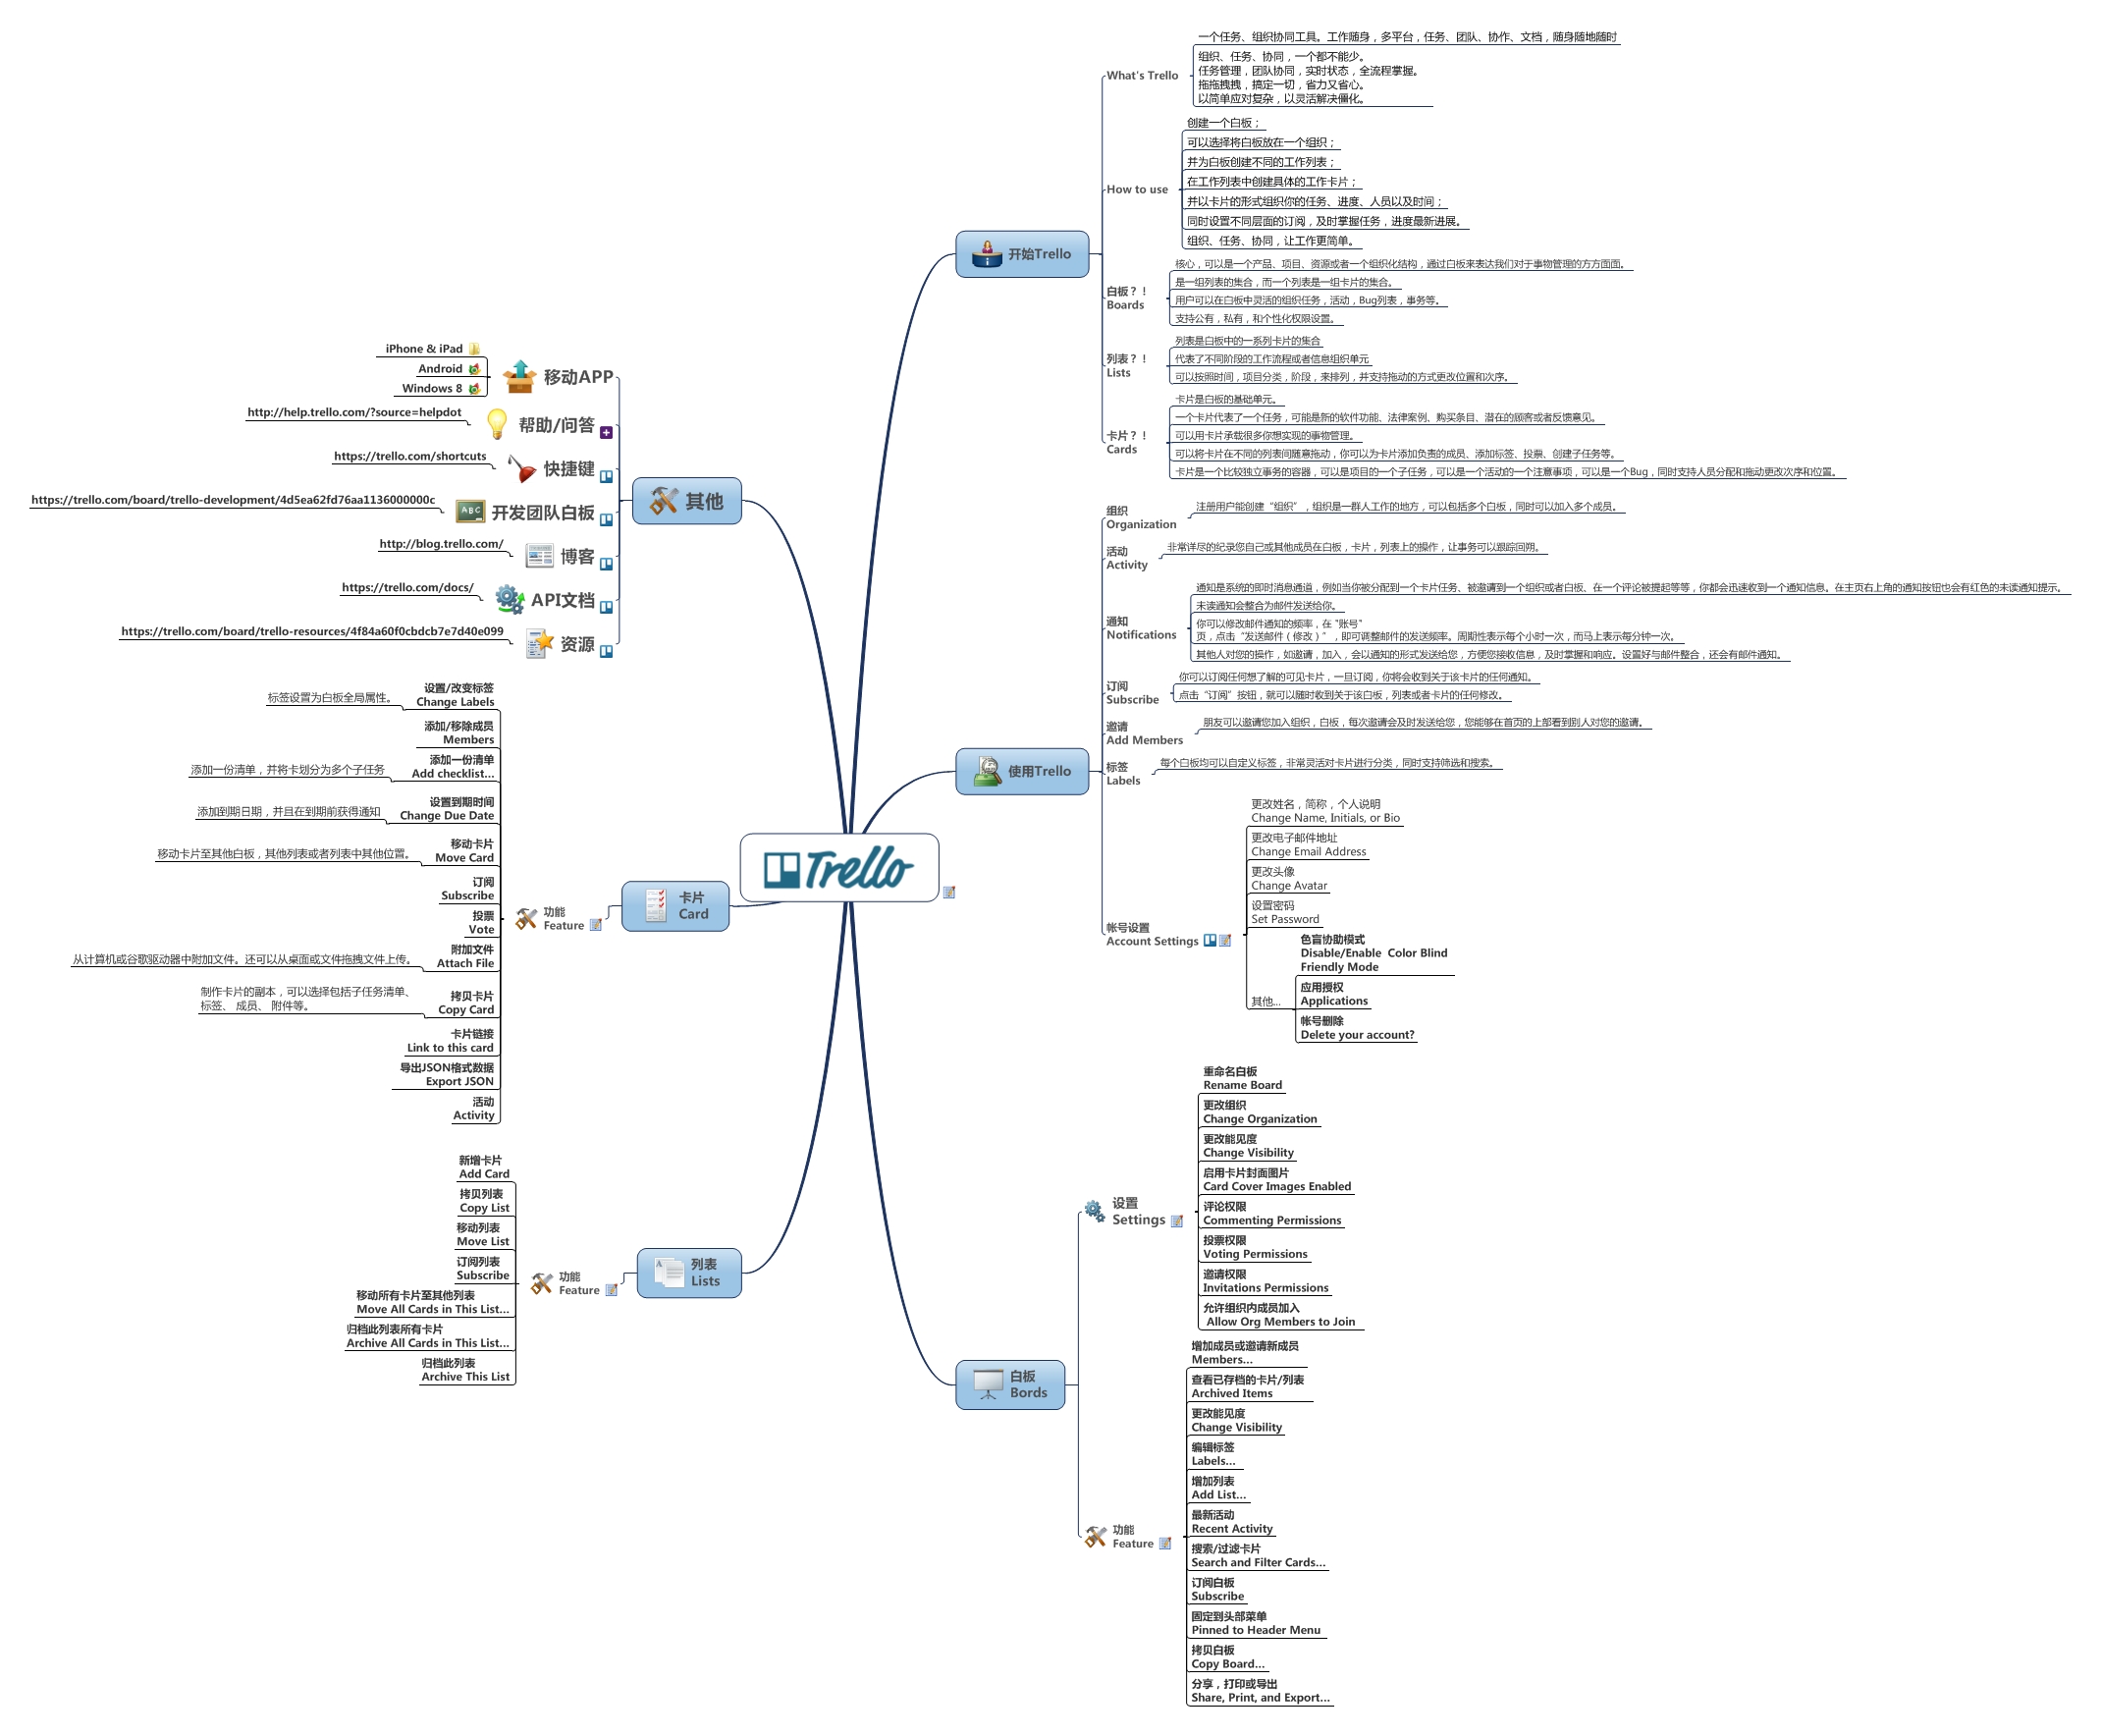 Trello
开始Trello
What's Trello
一个任务、组织协同工具。工作随身，多平台，任务、团队、协作、文档，随身随地随时
组织、任务、协同，一个都不能少。
任务管理，团队协同，实时状态，全流程掌握。
拖拖拽拽，搞定一切，省力又省心。
以简单应对复杂，以灵活解决僵化。
How to use
创建一个白板；
可以选择将白板放在一个组织；
并为白板创建不同的工作列表；
在工作列表中创建具体的工作卡片；
并以卡片的形式组织你的任务、进度、人员以及时间；
同时设置不同层面的订阅，及时掌握任务，进度最新进展。
组织、任务、协同，让工作更简单。
白板？！
Boards
核心，可以是一个产品、项目、资源或者一个组织化结构，通过白板来表达我们对于事物管理的方方面面。
是一组列表的集合，而一个列表是一组卡片的集合。
用户可以在白板中灵活的组织任务，活动，Bug列表，事务等。
支持公有，私有，和个性化权限设置。
列表？！
Lists
列表是白板中的一系列卡片的集合
代表了不同阶段的工作流程或者信息组织单元
可以按照时间，项目分类，阶段，来排列，并支持拖动的方式更改位置和次序。
卡片？！
Cards
卡片是白板的基础单元。
一个卡片代表了一个任务，可能是新的软件功能、法律案例、购买条目、潜在的顾客或者反馈意见。
可以用卡片承载很多你想实现的事物管理。
可以将卡片在不同的列表间随意拖动，你可以为卡片添加负责的成员、添加标签、投票、创建子任务等。
卡片是一个比较独立事务的容器，可以是项目的一个子任务，可以是一个活动的一个注意事项，可以是一个Bug，同时支持人员分配和拖动更改次序和位置。
使用Trello
组织
Organization
注册用户能创建“组织”，组织是一群人工作的地方，可以包括多个白板，同时可以加入多个成员。
活动
Activity
非常详尽的纪录您自己或其他成员在白板，卡片，列表上的操作，让事务可以跟踪回朔。
通知
Notifications
通知是系统的即时消息通道，例如当你被分配到一个卡片任务、被邀请到一个组织或者白板、在一个评论被提起等等，你都会迅速收到一个通知信息。在主页右上角的通知按钮也会有红色的未读通知提示。
未读通知会整合为邮件发送给你。
你可以修改邮件通知的频率，在 "账号"
页，点击“发送邮件（修改）”，即可调整邮件的发送频率。周期性表示每个小时一次，而马上表示每分钟一次。
其他人对您的操作，如邀请，加入，会以通知的形式发送给您，方便您接收信息，及时掌握和响应。设置好与邮件整合，还会有邮件通知。
订阅
Subscribe
你可以订阅任何想了解的可见卡片，一旦订阅，你将会收到关于该卡片的任何通知。
点击“订阅”按钮，就可以随时收到关于该白板，列表或者卡片的任何修改。
邀请
Add Members
朋友可以邀请您加入组织，白板，每次邀请会及时发送给您，您能够在首页的上部看到别人对您的邀请。
标签
Labels
每个白板均可以自定义标签，非常灵活对卡片进行分类，同时支持筛选和搜索。
帐号设置
Account Settings
更改姓名，简称，个人说明
Change Name, Initials, or Bio
更改电子邮件地址
Change Email Address
更改头像
Change Avatar
设置密码
Set Password
其他...
色盲协助模式
Disable/Enable  Color Blind
Friendly Mode
应用授权
Applications
帐号删除
Delete your account?
白板
Bords
设置
Settings
重命名白板
Rename Board
更改组织
Change Organization
更改能见度
Change Visibility
启用卡片封面图片
Card Cover Images Enabled
评论权限
Commenting Permissions
投票权限
Voting Permissions
邀请权限
Invitations Permissions
允许组织内成员加入
Allow Org Members to Join
功能
Feature
增加成员或邀请新成员
Members...
查看已存档的卡片/列表
Archived Items
更改能见度
Change Visibility
编辑标签
Labels...
增加列表
Add List...
最新活动
Recent Activity
搜索/过滤卡片
Search and Filter Cards...
订阅白板
Subscribe
固定到头部菜单
Pinned to Header Menu
拷贝白板
Copy Board...
分享，打印或导出
Share, Print, and Export...
其他
移动APP
iPhone & iPad
Android
Windows 8
帮助/问答
http://help.trello.com/?source=helpdot
快捷键
https://trello.com/shortcuts
ABC
开发团队白板
https://trello.com/board/trello-development/4d5ea62fd76aa1136000000c
博客
http://blog.trello.com/
API文档
https://trello.com/docs/
资源
https://trello.com/board/trello-resources/4f84a60f0cbdcb7e7d40e099
卡片
Card
功能
Feature
设置/改变标签
Change Labels
标签设置为白板全局属性。
添加/移除成员
Members
添加一份清单
Add checklist...
添加一份清单，并将卡划分为多个子任务
设置到期时间
Change Due Date
添加到期日期，并且在到期前获得通知
移动卡片
Move Card
移动卡片至其他白板，其他列表或者列表中其他位置。
订阅
Subscribe
投票
Vote
附加文件
Attach File
从计算机或谷歌驱动器中附加文件。还可以从桌面或文件拖拽文件上传。
拷贝卡片
Copy Card
制作卡片的副本，可以选择包括子任务清单、
标签、 成员、 附件等。
卡片链接
Link to this card
导出JSON格式数据
Export JSON
活动
Activity
列表
Lists
功能
Feature
新增卡片
Add Card
拷贝列表
Copy List
移动列表
Move List
订阅列表
Subscribe
移动所有卡片至其他列表
Move All Cards in This List...
归档此列表所有卡片
Archive All Cards in This List...
归档此列表
Archive This List